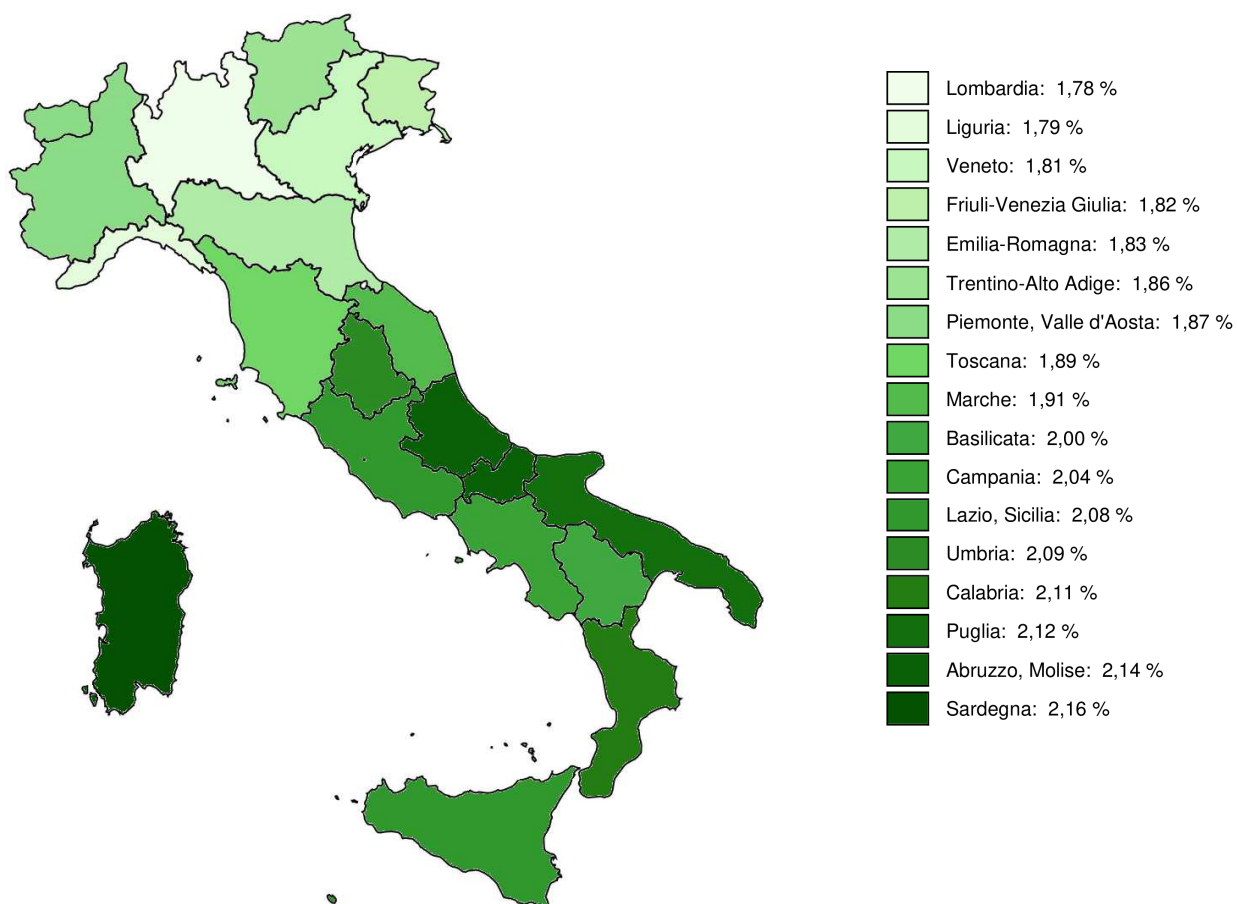 Lombardia: 1,78 %
Liguria: 1,79 %
Veneto: 1,81 %
Friuli-Venezia Giulia: 1,82 %
Emilia-Romagna: 1,83 %
Trentino-Alto Adige: 1,86 %
Piemonte, Valle d'Aosta: 1,87 %
Toscana: 1,89 %
Marche: 1,91 %
Basilicata: 2,00 %
Campania: 2,04 %
Lazio, Sicilia: 2,08 %
Umbria: 2,09 %
Calabria: 2,11 %
Puglia: 2,12 %
Abruzzo, Molise: 2,14 %
Sardegna: 2,16 %